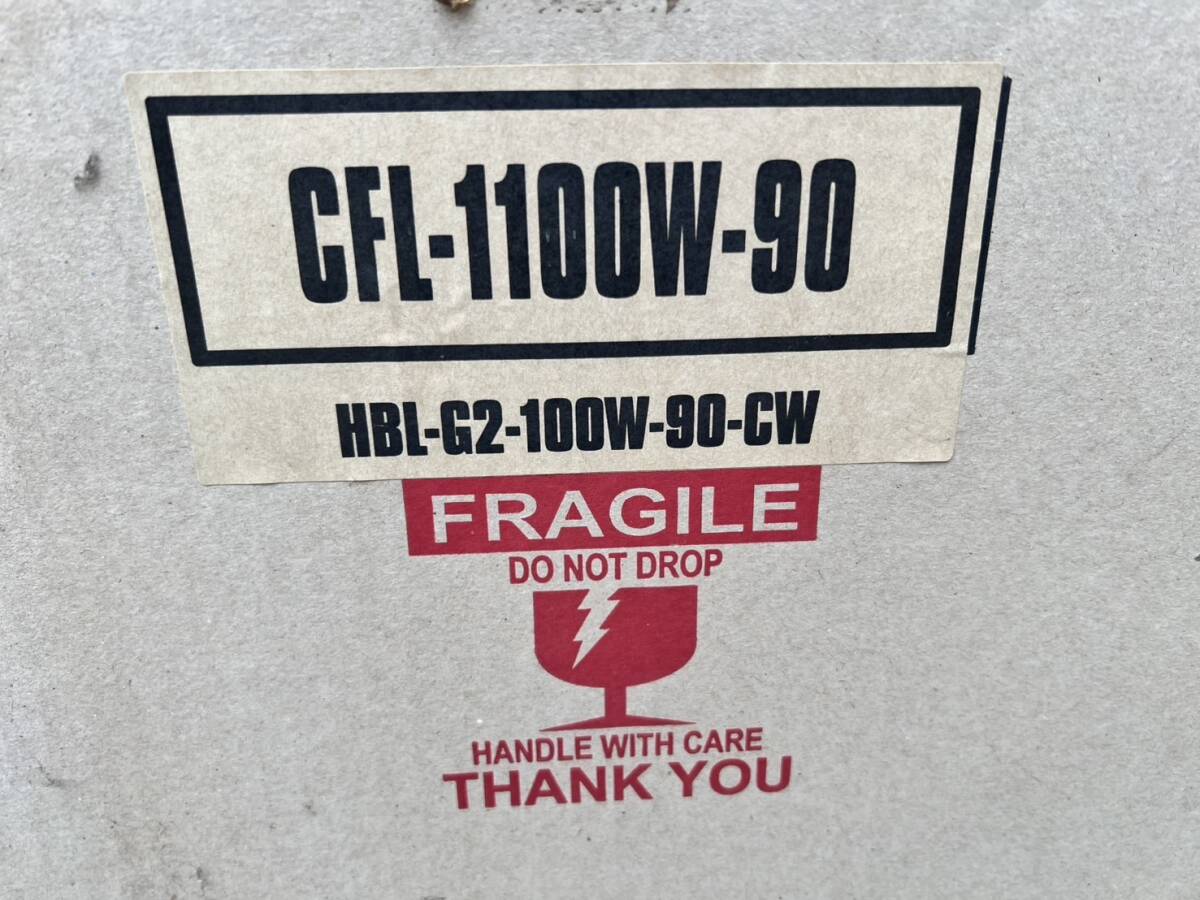 CFL-1100W-90
HBL-G2-100W-90-CW
FRAGILE
DO NOT DROP
HANDLE WITH CARE
THANK YOU